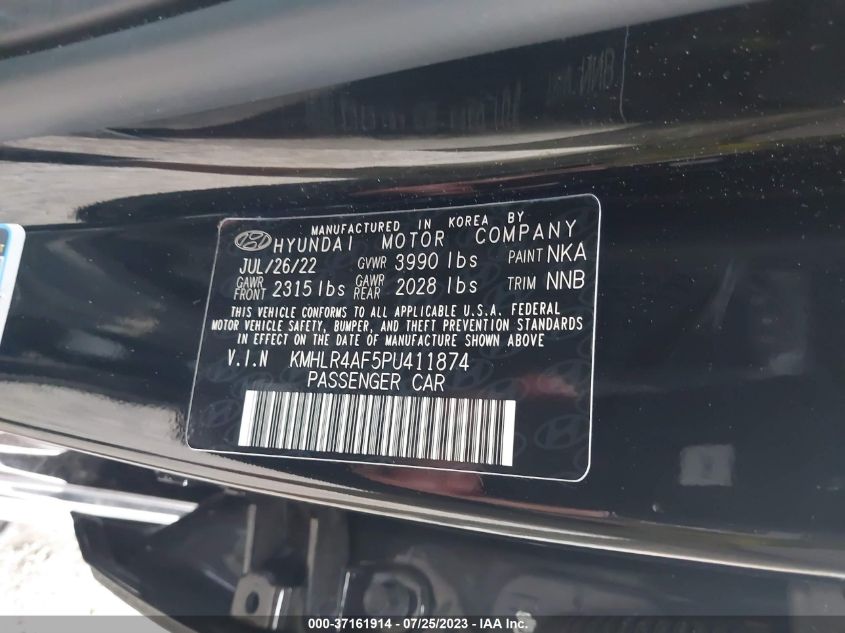 MANUFACTURED IN KOREA BY
HYUNDAI MOTOR COMPANY
JUL/26/22 GVWR 3990 lbs PAINT NKA
GAWR FRONT 2315 lbs GAWR REAR 2028 lbs TRIM NNB
THIS VEHICLE CONFORMS TO ALL APPLICABLE U.S.A. FEDERAL
MOTOR VEHICLE SAFETY, BUMPER, AND THEFT PREVENTION STANDARDS
IN EFFECT ON THE DATE OF MANUFACTURE SHOWN ABOVE
V.I.N KMHLR4AF5PU411874
PASSENGER CAR
000-37161914 - 07/25/2023 - IAA Inc.